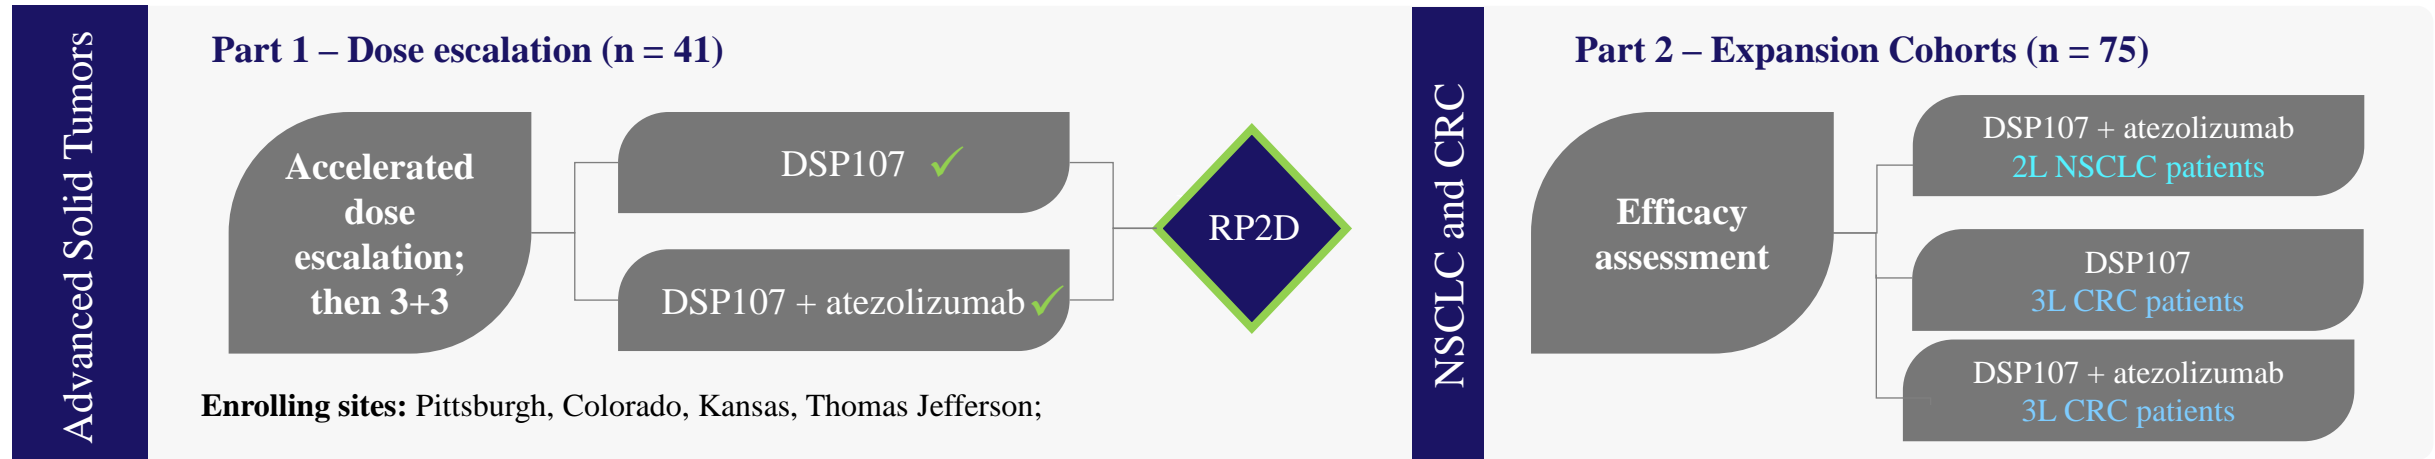 Advanced Solid Tumors
Part 1 – Dose escalation (n = 41)
Accelerated
dose
escalation;
then 3+3
DSP107 ✓
DSP107 + atezolizumab ✓
RP2D
Enrolling sites: Pittsburgh, Colorado, Kansas, Thomas Jefferson;
NSCLC and CRC
Part 2 – Expansion Cohorts (n = 75)
Efficacy
assessment
DSP107 + atezolizumab
2L NSCLC patients
DSP107
3L CRC patients
DSP107 + atezolizumab
3L CRC patients